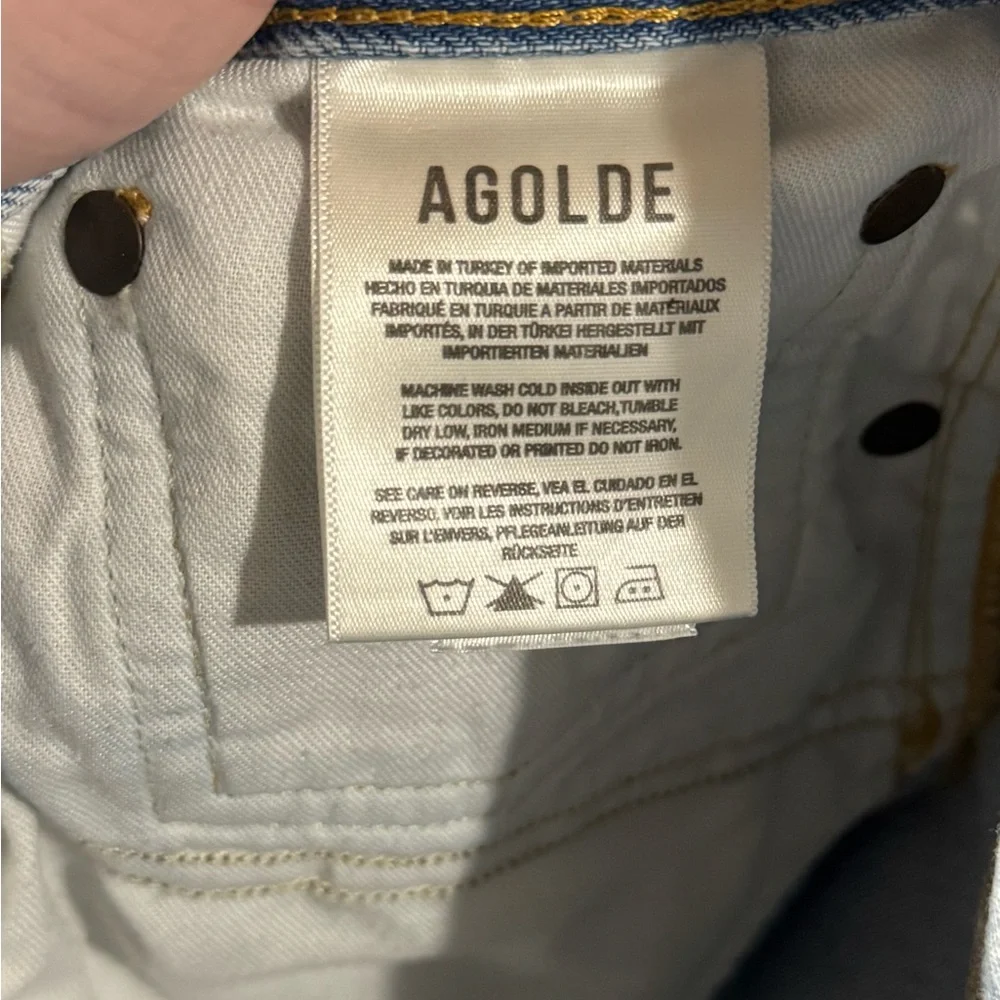 AGOLDE
MADE IN TURKEY OF IMPORTED MATERIALS
HECHO EN TURQUIA DE MATERIALES IMPORTADOS
FABRIQUÉ EN TURQUIE A PARTIR DE MATÉRIAUX
IMPORTÉS, IN DER TÜRKEI HERGESTELLT MIT
IMPORTIERTEN MATERIALIEN
MACHINE WASH COLD INSIDE OUT WITH
LIKE COLORS, DO NOT BLEACH,TUMBLE
DRY LOW, IRON MEDIUM IF NECESSARY,
IF DECORATED OR PRINTED DO NOT IRON.
SEE CARE ON REVERSE, VEA EL CUIDADO EN EL
REVERSO, VOIR LES INSTRUCTIONS D'ENTRETIEN
SUR L'ENVERS, PFLEGEANLEITUNG AUF DER
RÜCKSEITE